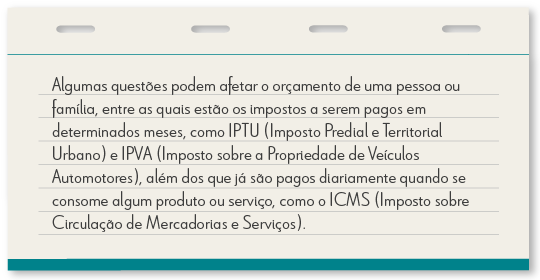 Algumas questões podem afetar o orçamento de uma pessoa ou
família, entre as quais estão os impostos a serem pagos em
determinados meses, como IPTU (Imposto Predial e Territorial
Urbano) e IPVA (Imposto sobre a Propriedade de Veículos
Automotores), além dos que já são pagos diariamente quando se
consome algum produto ou serviço, como o ICMS (Imposto sobre
Circulação de Mercadorias e Serviços).